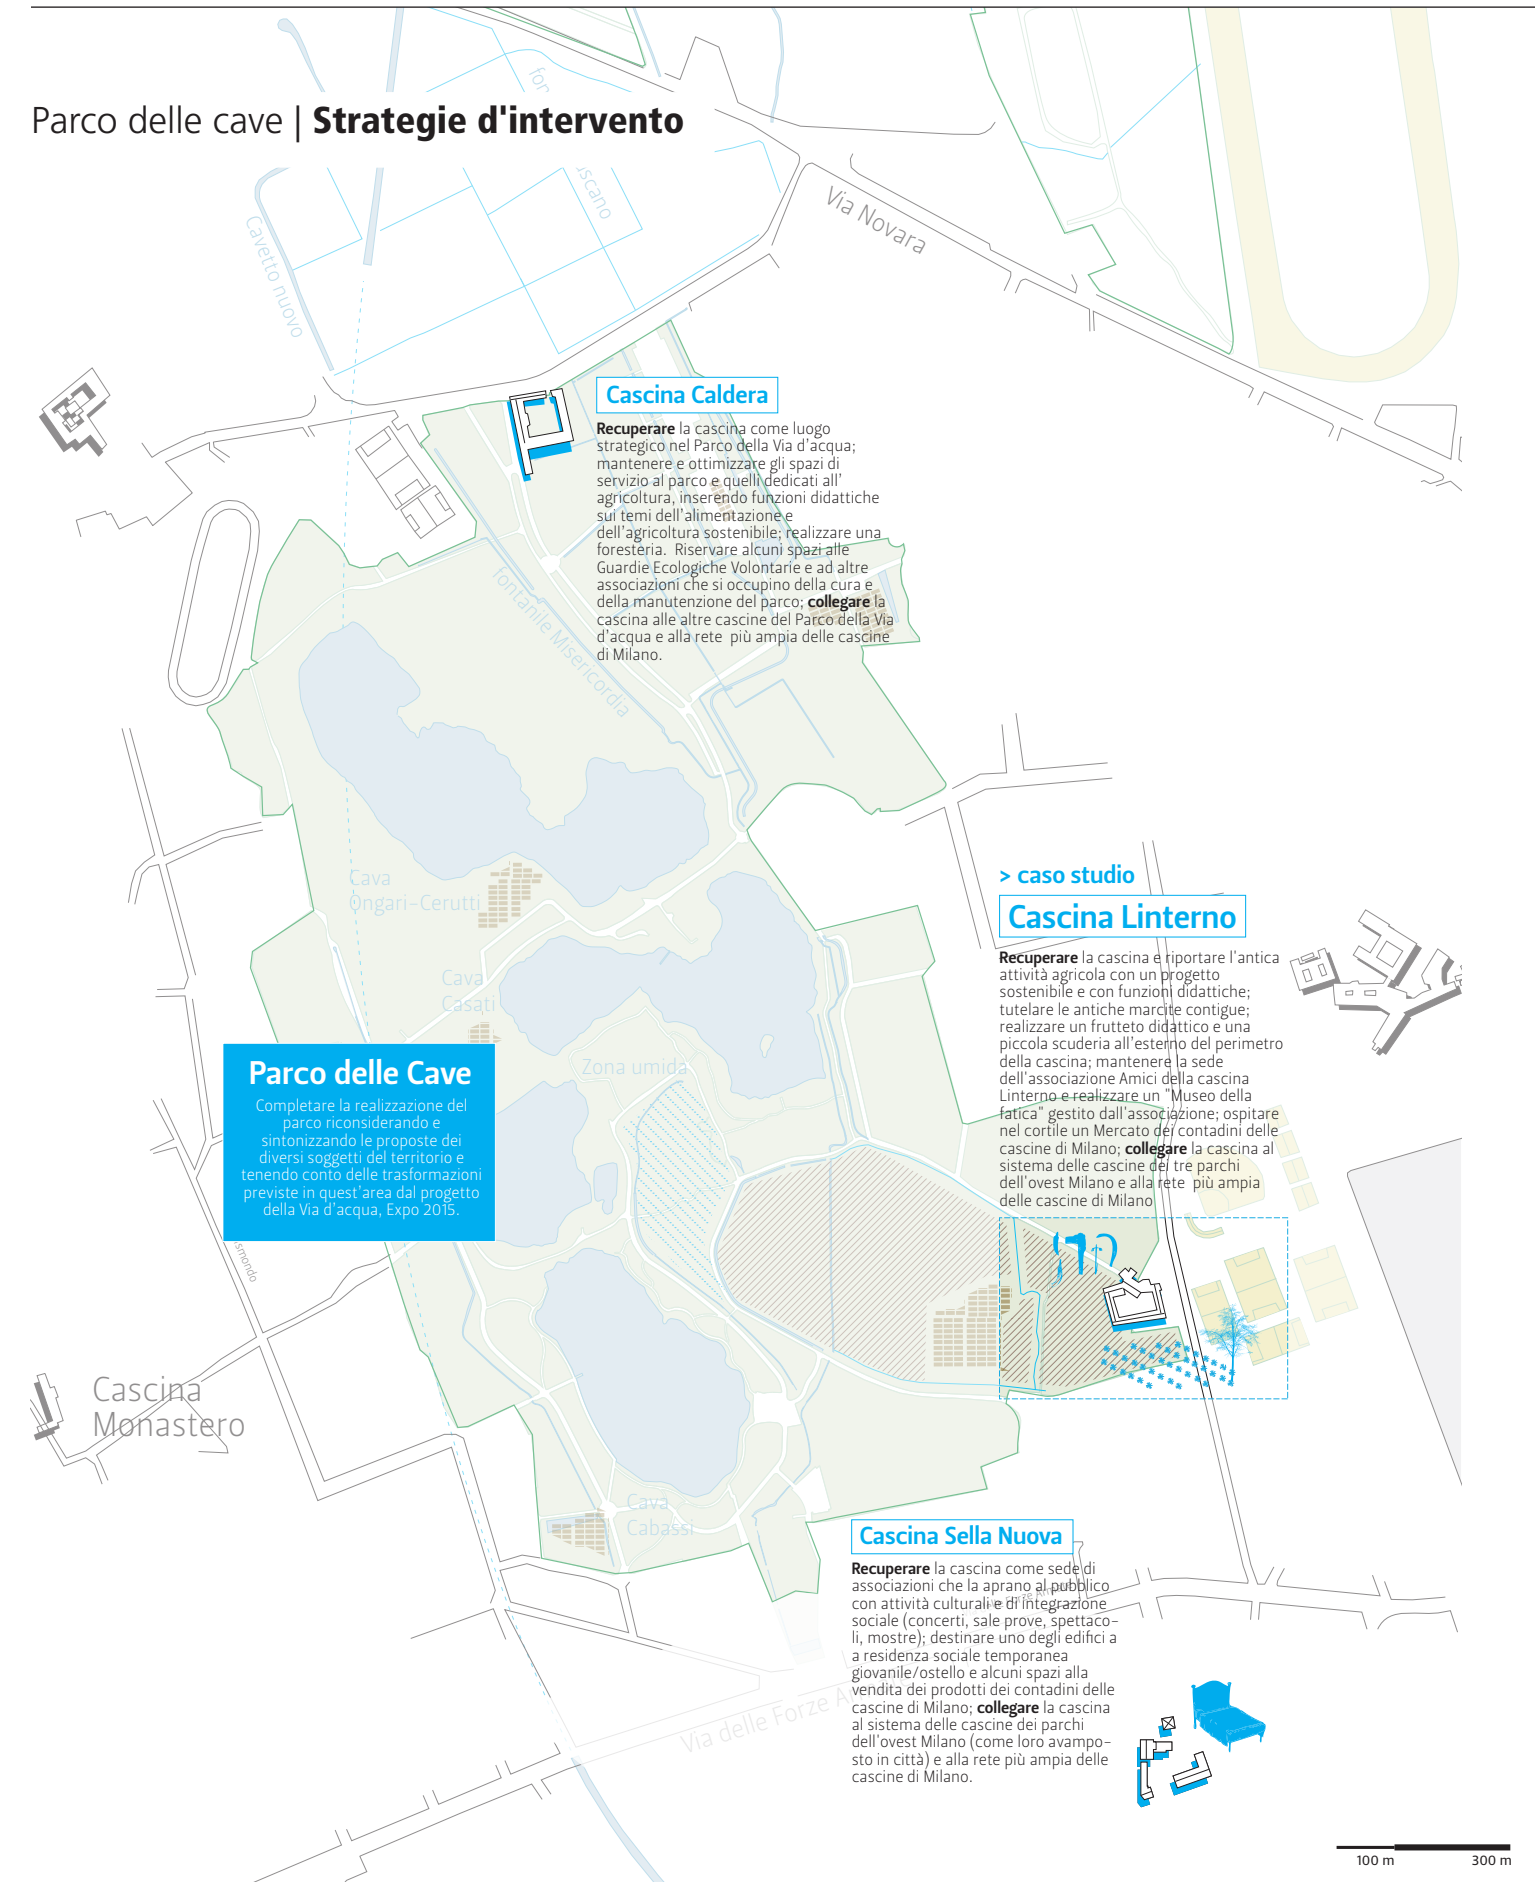 Parco delle cave | Strategie d'intervento
Via Novara
Cavetto nuovo
Cascina Caldera
Recuperare la cascina come luogo
strategico nel Parco della Via d'acqua;
mantenere e ottimizzare gli spazi di
servizio al parco e quelli dedicati all'
agricoltura, inserendo funzioni didattiche
sui temi dell'alimentazione e
dell'agricoltura sostenibile; realizzare una
foresteria. Riservare alcuni spazi alle
Guardie Ecologiche Volontarie e ad altre
associazioni che si occupino della cura e
della manutenzione del parco; collegare la
cascina alle altre cascine del Parco della Via
d'acqua e alla rete più ampia delle cascine
di Milano.
fontanile Misericordia
Cava
Ongari-Cerutti
Cava
Casati
Zona umida
> caso studio
Cascina Linterno
Recuperare la cascina e riportare l'antica
attività agricola con un progetto
sostenibile e con funzioni didattiche;
tutelare le antiche marcite contigue;
realizzare un frutteto didattico e una
piccola scuderia all'esterno del perimetro
della cascina; mantenere la sede
dell'associazione Amici della cascina
Linterno e realizzare un "Museo della
fatica" gestito dall'associazione; ospitare
nel cortile un Mercato dei contadini delle
cascine di Milano; collegare la cascina al
sistema delle cascine dei tre parchi
dell'ovest Milano e alla rete più ampia
delle cascine di Milano
Parco delle Cave
Completare la realizzazione del
parco riconsiderando e
sintonizzando le proposte dei
diversi soggetti del territorio e
tenendo conto delle trasformazioni
previste in quest'area dal progetto
della Via d'acqua, Expo 2015.
Cascina
Monastero
Cava
Cabassi
Cascina Sella Nuova
Recuperare la cascina come sede di
associazioni che la aprano al pubblico
con attività culturali e di integrazione
sociale (concerti, sale prove, spettaco-
li, mostre); destinare uno degli edifici a
a residenza sociale temporanea
giovanile/ostello e alcuni spazi alla
vendita dei prodotti dei contadini delle
cascine di Milano; collegare la cascina
al sistema delle cascine dei parchi
dell'ovest Milano (come loro avampo-
sto in città) e alla rete più ampia delle
cascine di Milano.
Via delle Forze
100 m
300 m